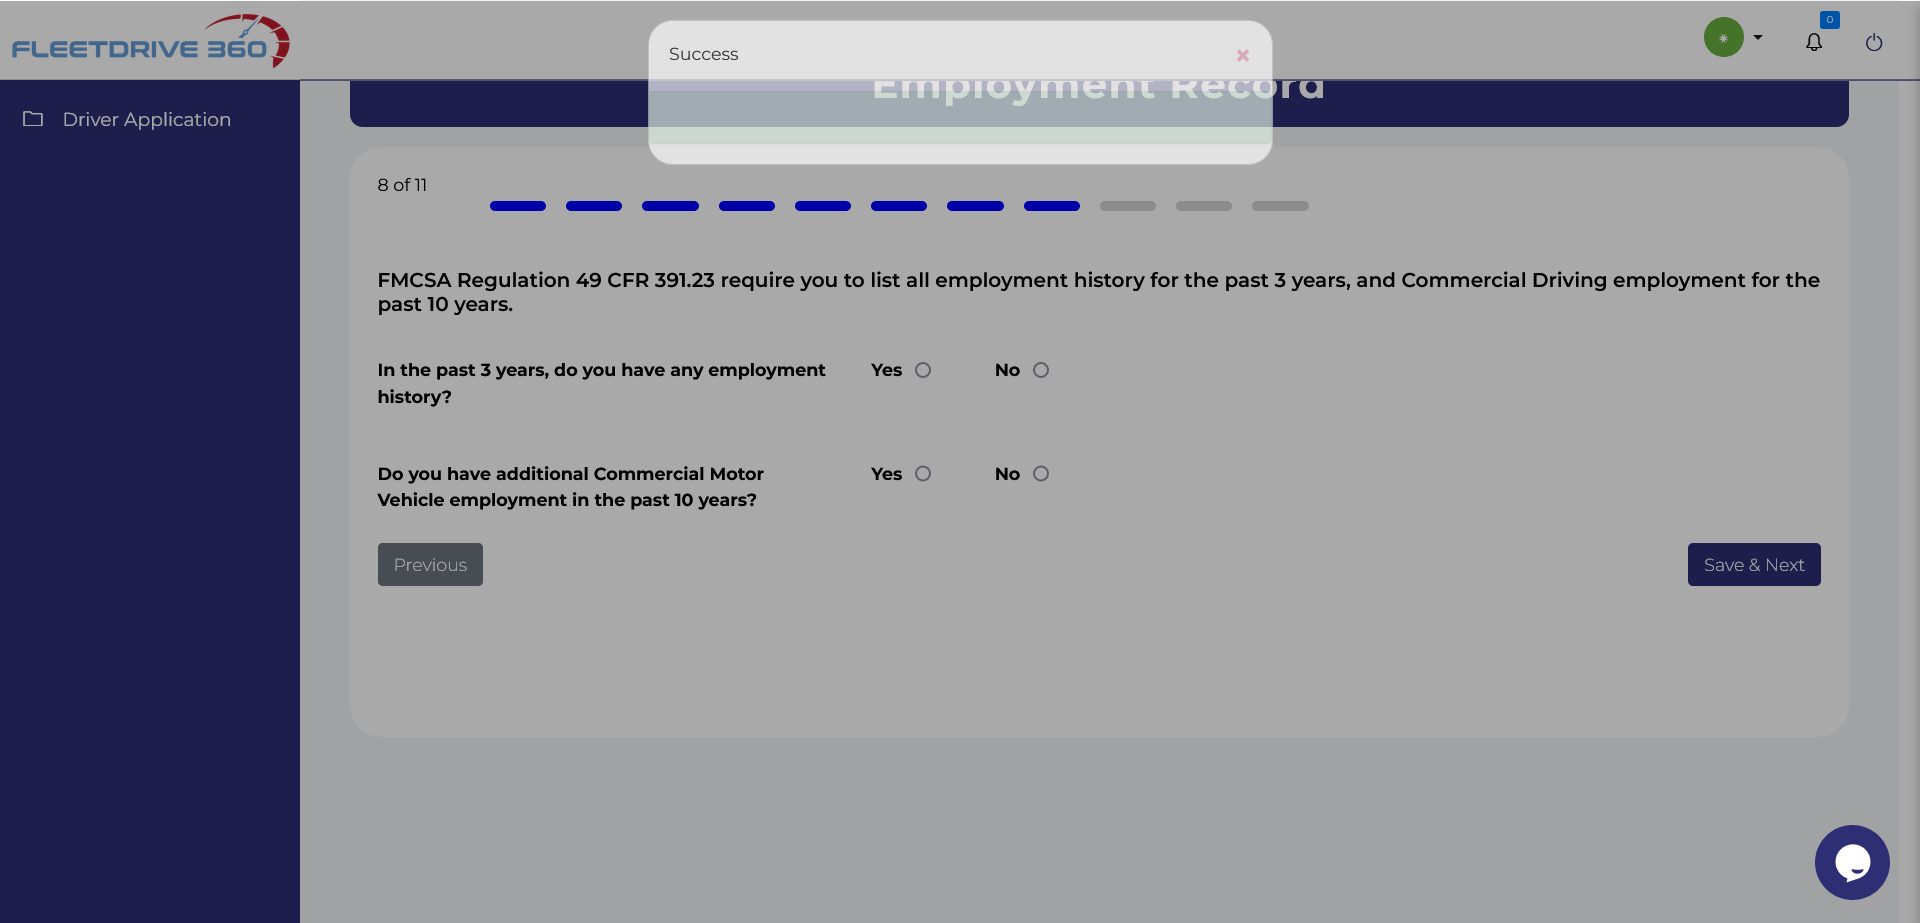 FLEETDRIVE 360
0
Success
Employment Record
Driver Application
8 of 11
FMCSA Regulation 49 CFR 391.23 require you to list all employment history for the past 3 years, and Commercial Driving employment for the
past 10 years.
In the past 3 years, do you have any employment
history?
Yes
No
Do you have additional Commercial Motor
Vehicle employment in the past 10 years?
Yes
No
Previous
Save & Next